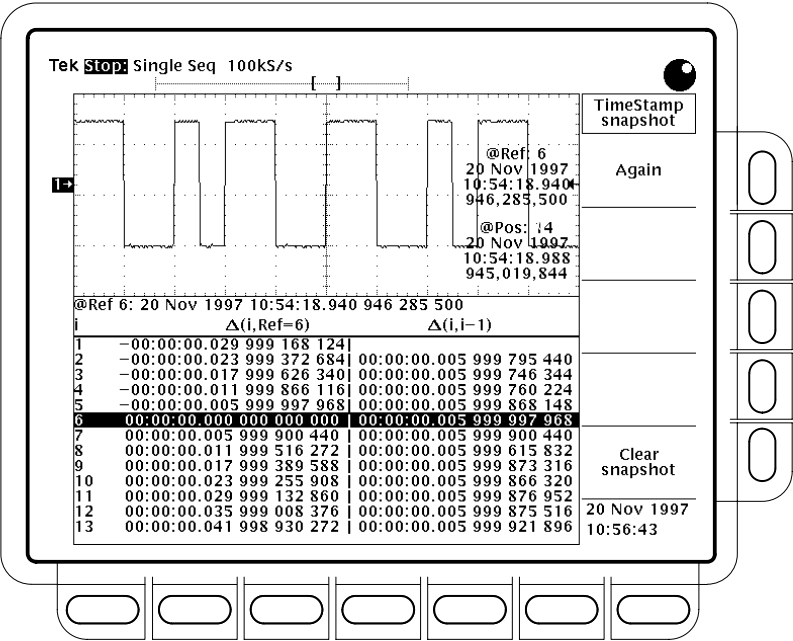 Tek Stop: Single Seq 100kS/s
[ ]
TimeStamp
snapshot
Again
1→
@Ref: 6
20 Nov 1997
10:54:18.940
946,285,500
@Pos: 14
20 Nov 1997
10:54:18.988
945,019,844
@Ref 6: 20 Nov 1997 10:54:18.940 946 285 500
i Δ(i,Ref=6) Δ(i,i−1)
1 −00:00:00.029 999 168 124|
2 −00:00:00.023 999 372 684| 00:00:00.005 999 795 440
3 −00:00:00.017 999 626 340| 00:00:00.005 999 746 344
4 −00:00:00.011 999 866 116| 00:00:00.005 999 760 224
5 −00:00:00.005 999 997 968| 00:00:00.005 999 868 148
6 00:00:00.000 000 000 000 | 00:00:00.005 999 997 968
7 00:00:00.005 999 900 440 | 00:00:00.005 999 900 440
8 00:00:00.011 999 516 272 | 00:00:00.005 999 615 832
9 00:00:00.017 999 389 588 | 00:00:00.005 999 873 316
10 00:00:00.023 999 255 908 | 00:00:00.005 999 866 320
11 00:00:00.029 999 132 860 | 00:00:00.005 999 876 952
12 00:00:00.035 999 008 376 | 00:00:00.005 999 875 516
13 00:00:00.041 998 930 272 | 00:00:00.005 999 921 896
Clear
snapshot
20 Nov 1997
10:56:43